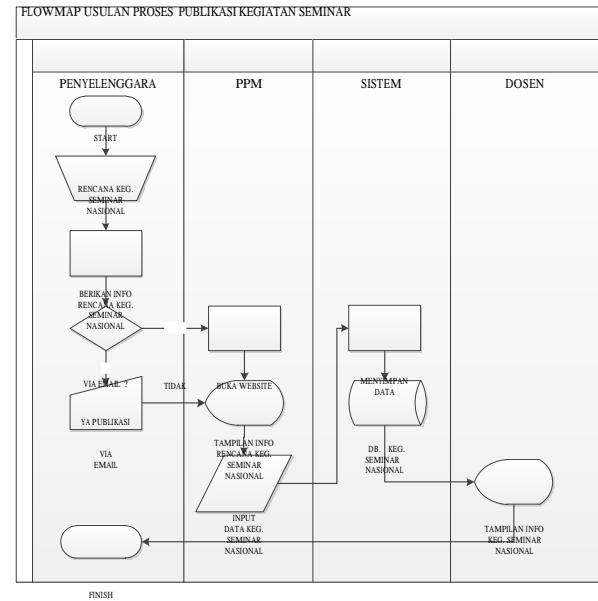 FLOWMAP USULAN PROSES PUBLIKASI KEGIATAN SEMINAR
PENYELENGGARA
PPM
SISTEM
DOSEN
START
RENCANA KEG.
SEMINAR
NASIONAL
BERIKAN INFO
RENCANA KEG.
SEMINAR
NASIONAL
VIA EMAIL ?
TIDAK
YA PUBLIKASI
VIA
EMAIL
BUKA WEBSITE
TAMPILAN INFO
RENCANA KEG.
SEMINAR
NASIONAL
INPUT
DATA KEG.
SEMINAR
NASIONAL
MENYIMPAN
DATA
DB. KEG.
SEMINAR
NASIONAL
TAMPILAN INFO
KEG. SEMINAR
NASIONAL
FINISH